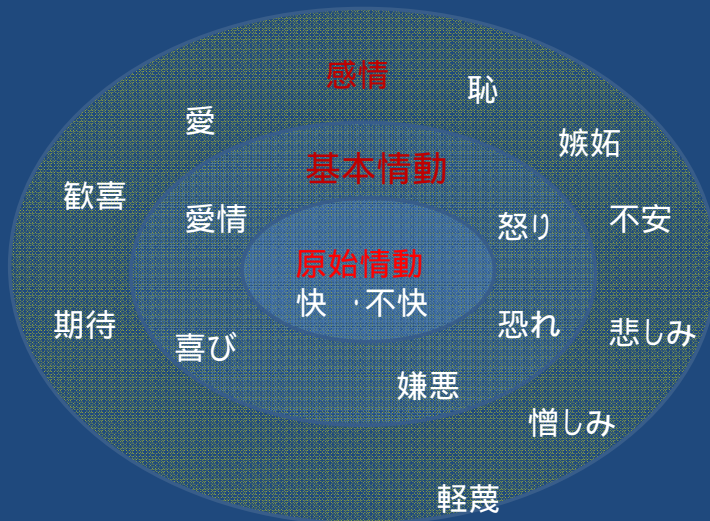 感情
恥
愛
嫉妬
基本情動
歓喜
愛情
怒り
不安
原始情動
快 ・不快
期待
恐れ
悲しみ
喜び
嫌悪
憎しみ
軽蔑